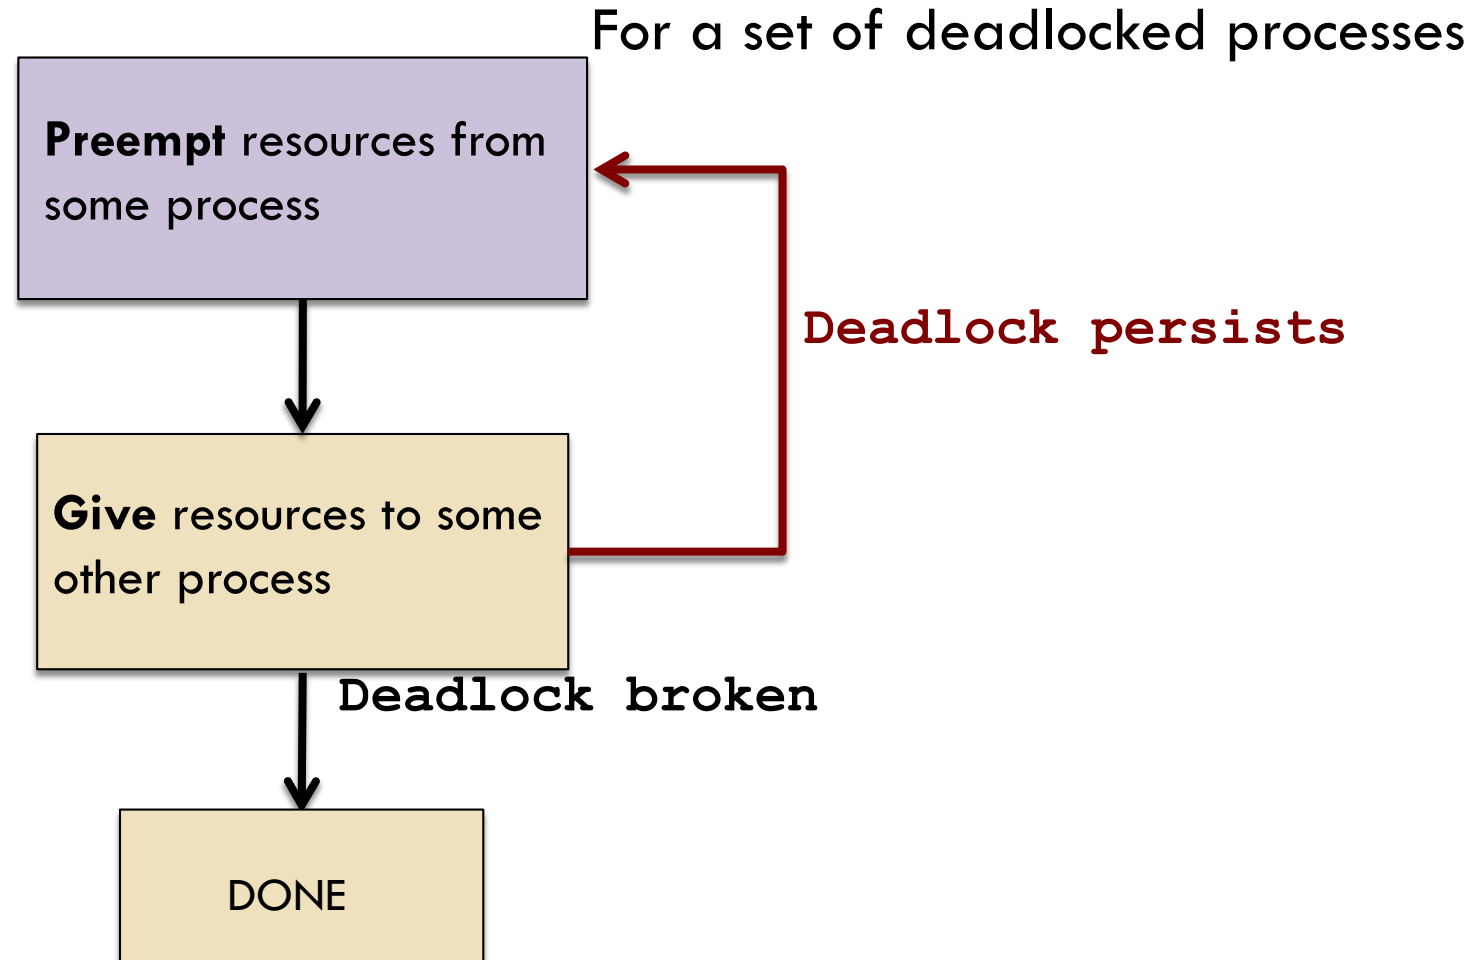 For a set of deadlocked processes
Preempt resources from
some process
Deadlock persists
Give resources to some
other process
Deadlock broken
DONE